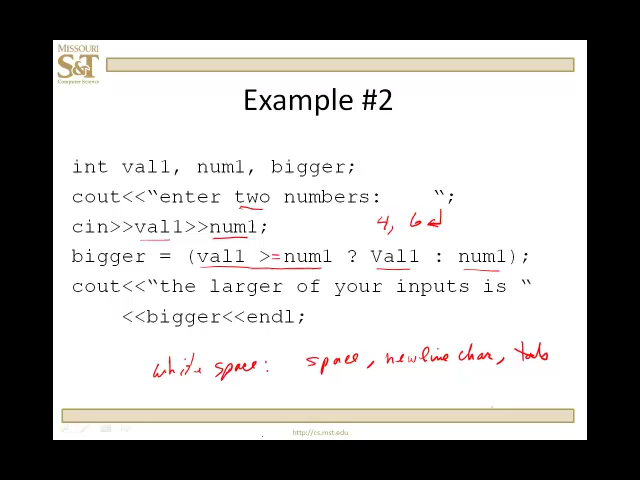 MISSOURI
S&T
Computer Science
Example #2
int val1, num1, bigger;
cout<<“enter two numbers:    “;
cin>>val1>>num1;
4, 6↵
bigger = (val1 >=num1 ? Val1 : num1);
cout<<“the larger of your inputs is “
<<bigger<<endl;
white space: space, newline char, tab
http://cs.mst.edu